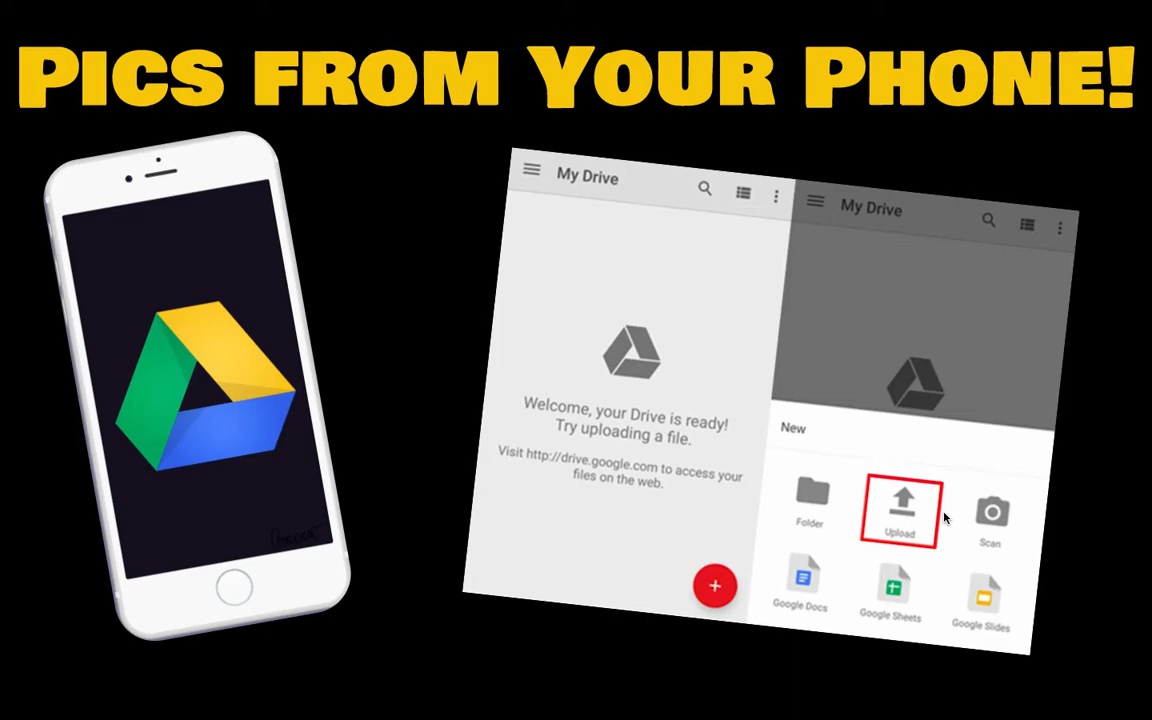 Pics from Your Phone!
My Drive
Welcome, your Drive is ready!
Try uploading a file.
Visit http://drive.google.com to access your
files on the web.
+
My Drive
New
Folder
Upload
Scan
Google Docs
Google Sheets
Google Slides